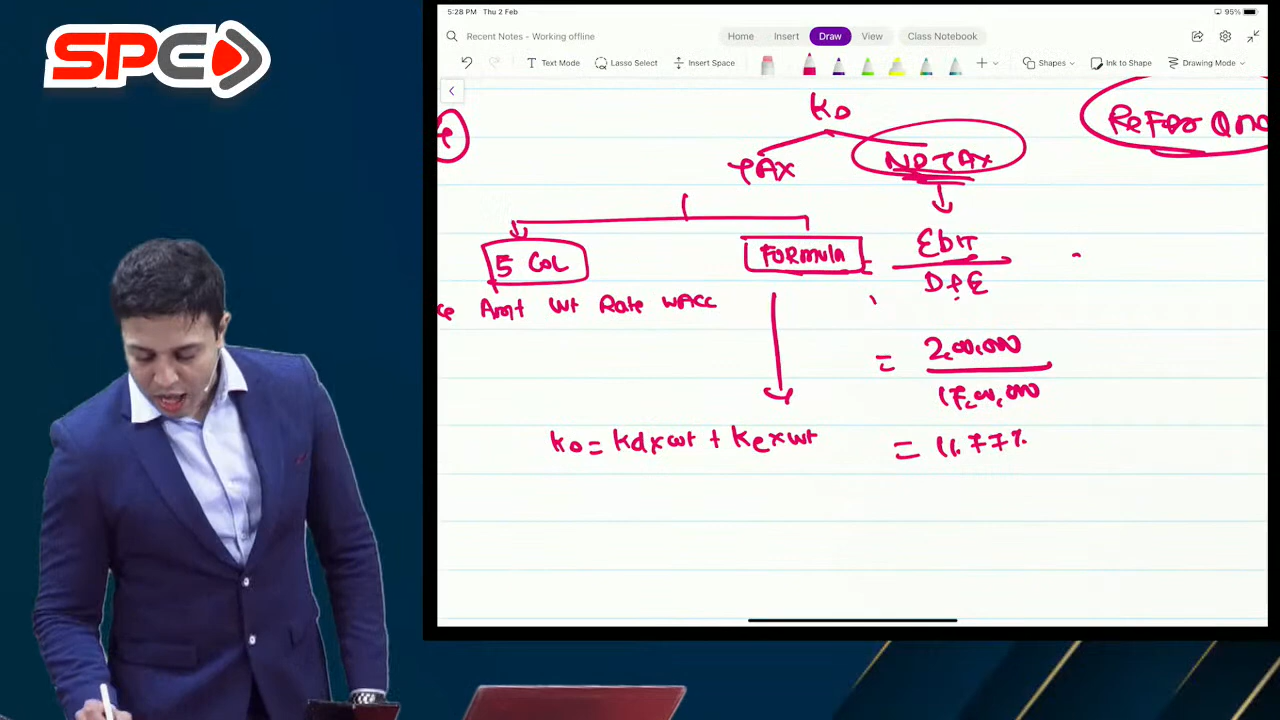 SPC
5:28 PM Thu 2 Feb
95%
Recent Notes - Working offline
Home Insert Draw View Class Notebook
Text Mode Lasso Select Insert Space Shapes Ink to Shape Drawing Mode
Ko
Refer
TAX NO TAX
5 Col Formula = Ebit
D+E
Amt Wt Rate WACC
= 2,00,000
17,00,000
Ko = Kd x wt + Ke x wt = 11.77%